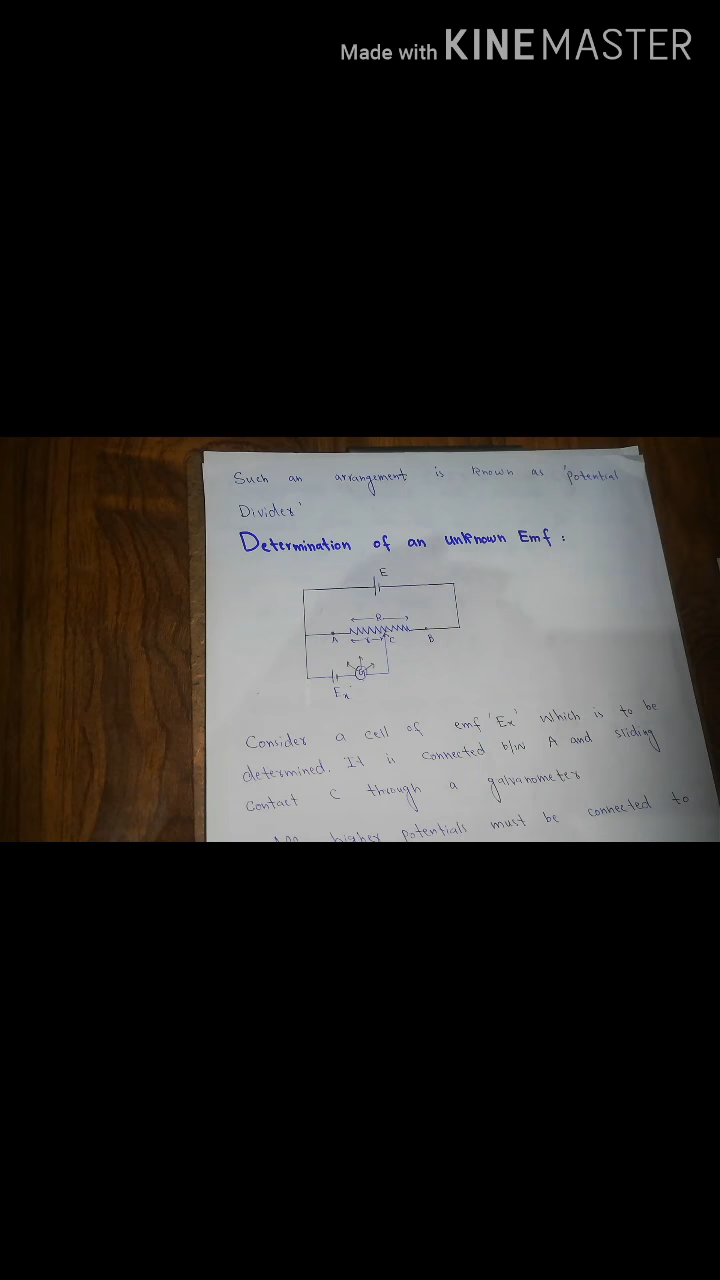 Made with KINEMASTER
Such an arrangement is known as 'potential
Divider'
Determination of an unknown Emf :
E
R
A r C B
G
Ex
Consider a cell of emf 'Ex' which is to be
determined. It is connected b/w A and sliding
Contact C through a galvanometer
higher potentials must be connected to